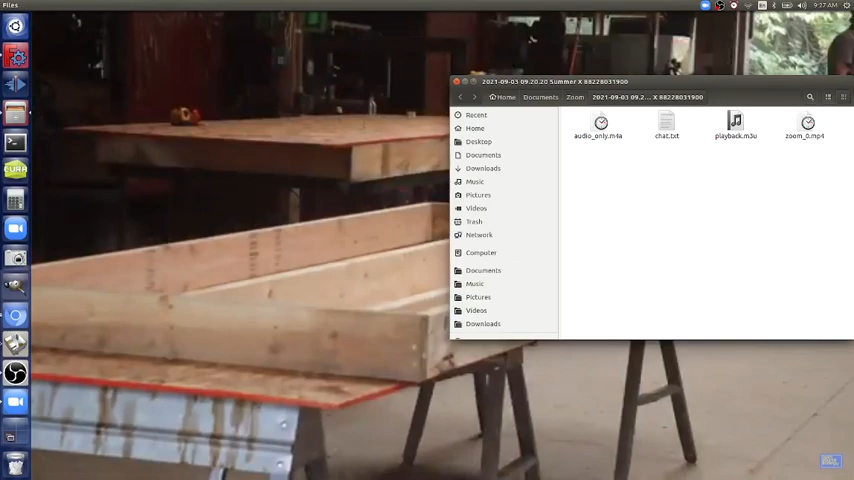 Files
9:27 AM
2021-09-03 09.20.20 Summer X 88228031900
Home
Documents
Zoom
2021-09-03 09.2... X 88228031900
Recent
Home
Desktop
Documents
Downloads
Music
Pictures
Videos
Trash
Network
Computer
Documents
Music
Pictures
Videos
Downloads
audio_only.m4a
chat.txt
playback.m3u
zoom_0.mp4
CURA